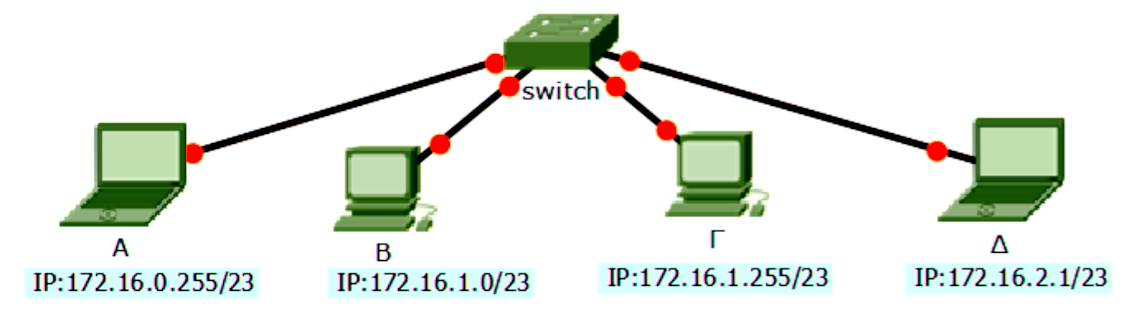 switch
A
B
Γ
Δ
IP:172.16.0.255/23
IP:172.16.1.0/23
IP:172.16.1.255/23
IP:172.16.2.1/23